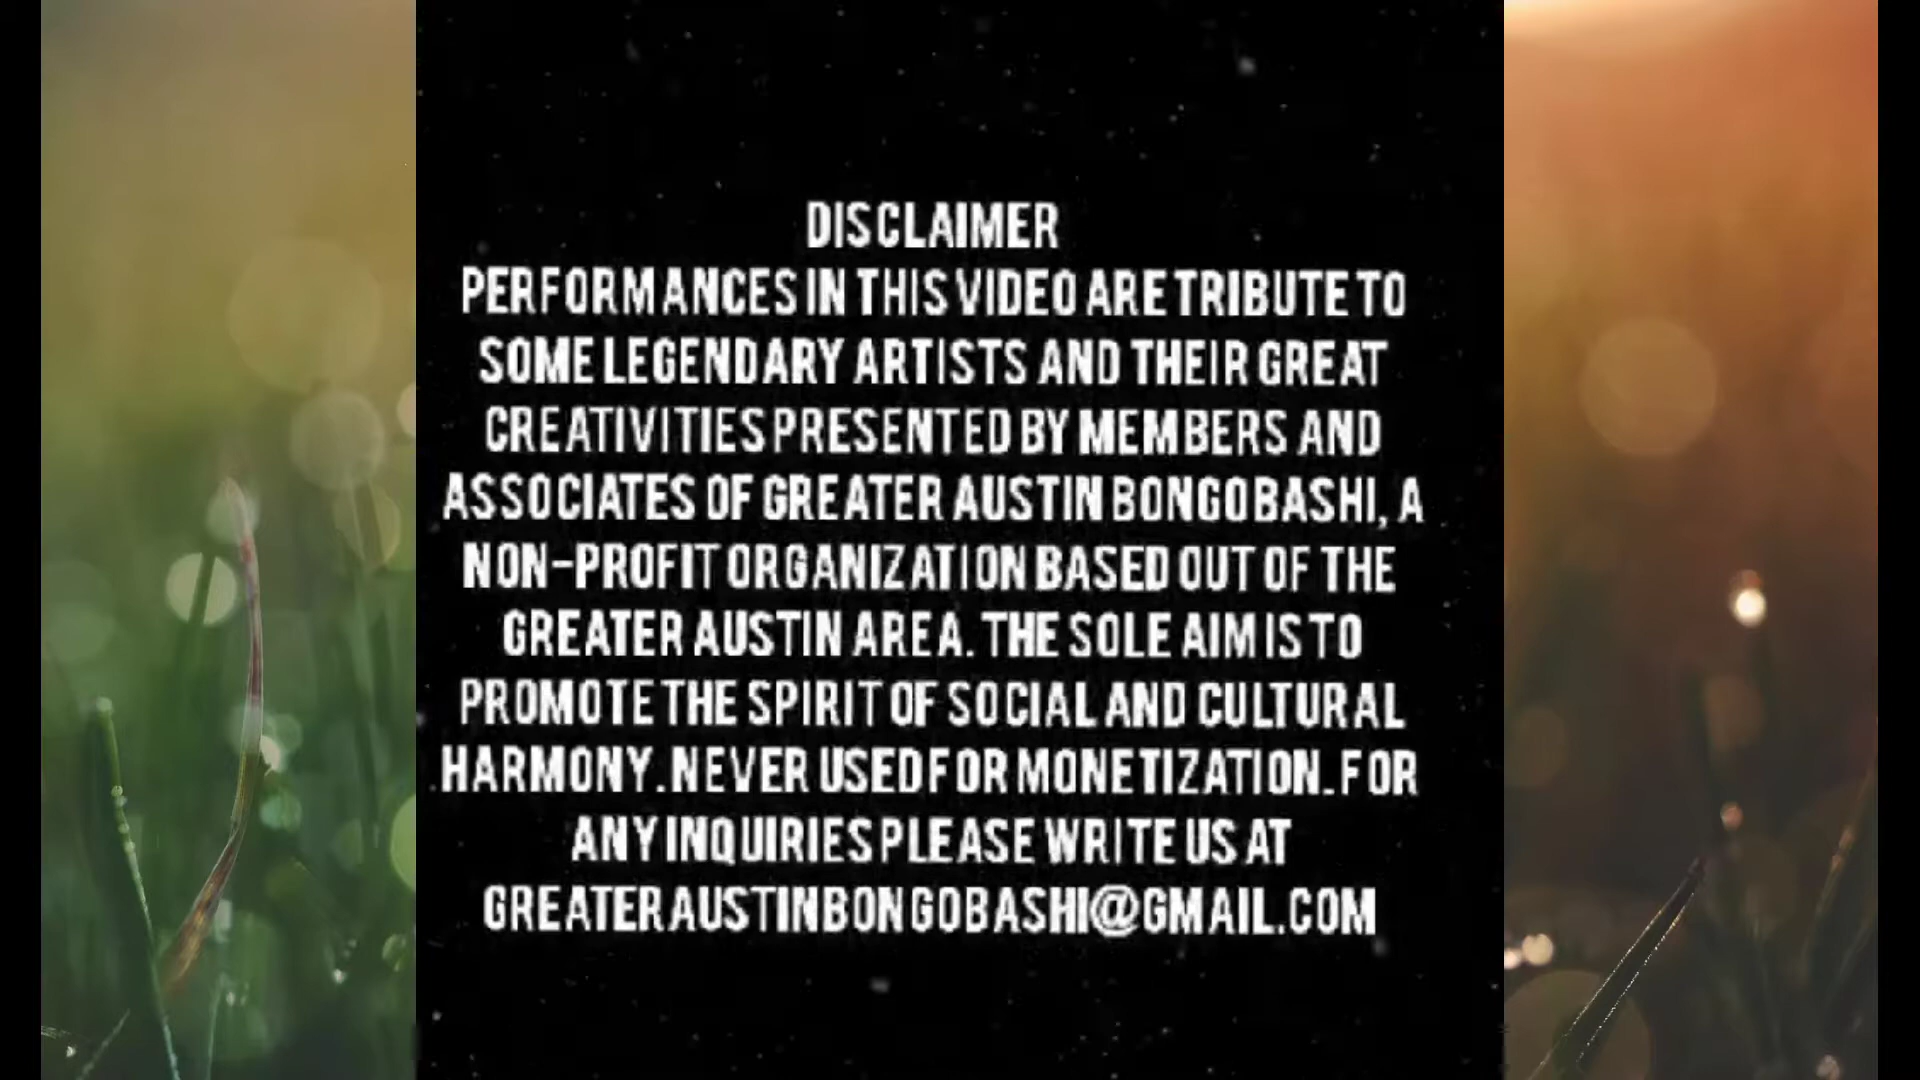 DISCLAIMER
PERFORMANCES IN THIS VIDEO ARE TRIBUTE TO
SOME LEGENDARY ARTISTS AND THEIR GREAT
CREATIVITIES PRESENTED BY MEMBERS AND
ASSOCIATES OF GREATER AUSTIN BONGOBASHI, A
NON-PROFIT ORGANIZATION BASED OUT OF THE
GREATER AUSTIN AREA. THE SOLE AIM IS TO
PROMOTE THE SPIRIT OF SOCIAL AND CULTURAL
HARMONY. NEVER USED FOR MONETIZATION. FOR
ANY INQUIRIES PLEASE WRITE US AT
GREATERAUSTINBONGOBASHI@GMAIL.COM